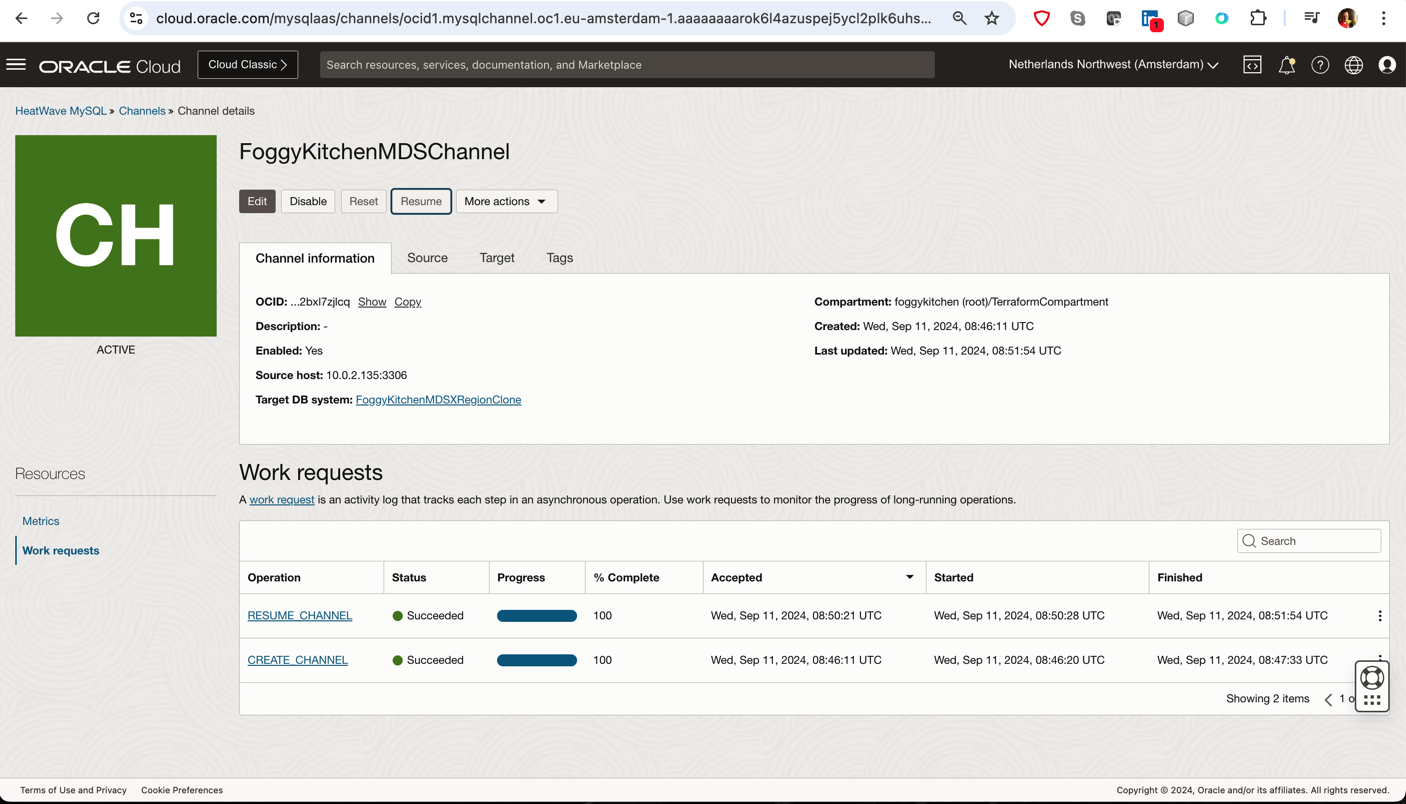 cloud.oracle.com/mysqlaas/channels/ocid1.mysqlchannel.oc1.eu-amsterdam-1.aaaaaaaarok6l4azuspej5ycl2plk6uhs...
1
ORACLE Cloud
Cloud Classic
Search resources, services, documentation, and Marketplace
Netherlands Northwest (Amsterdam)
HeatWave MySQL » Channels » Channel details
CH
ACTIVE
FoggyKitchenMDSChannel
Edit Disable Reset Resume More actions
Channel information Source Target Tags
OCID: ...2bxl7zjlcq Show Copy
Description: -
Enabled: Yes
Source host: 10.0.2.135:3306
Target DB system: FoggyKitchenMDSXRegionClone
Compartment: foggykitchen (root)/TerraformCompartment
Created: Wed, Sep 11, 2024, 08:46:11 UTC
Last updated: Wed, Sep 11, 2024, 08:51:54 UTC
Resources
Metrics
Work requests
Work requests
A work request is an activity log that tracks each step in an asynchronous operation. Use work requests to monitor the progress of long-running operations.
Search
Operation Status Progress % Complete Accepted Started Finished
RESUME_CHANNEL Succeeded 100 Wed, Sep 11, 2024, 08:50:21 UTC Wed, Sep 11, 2024, 08:50:28 UTC Wed, Sep 11, 2024, 08:51:54 UTC
CREATE_CHANNEL Succeeded 100 Wed, Sep 11, 2024, 08:46:11 UTC Wed, Sep 11, 2024, 08:46:20 UTC Wed, Sep 11, 2024, 08:47:33 UTC
Showing 2 items 1
Terms of Use and Privacy Cookie Preferences
Copyright © 2024, Oracle and/or its affiliates. All rights reserved.